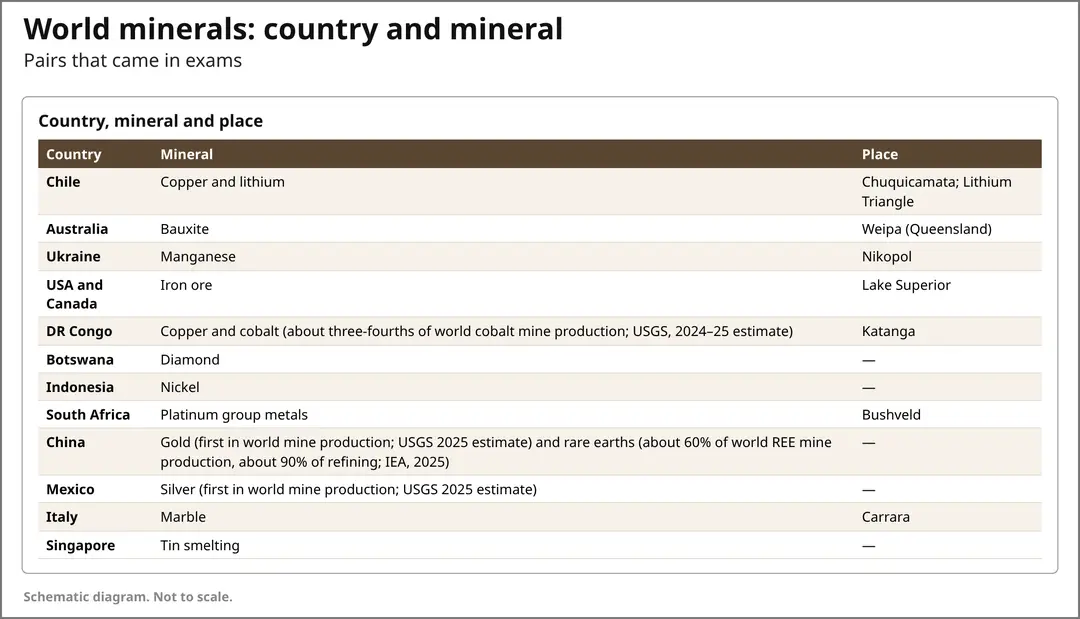 World minerals: country and mineral
Pairs that came in exams
Country, mineral and place
Country Mineral Place
Chile Copper and lithium Chuquicamata; Lithium
Triangle
Australia Bauxite Weipa (Queensland)
Ukraine Manganese Nikopol
USA and Iron ore Lake Superior
Canada
DR Congo Copper and cobalt (about three-fourths of world cobalt mine production; USGS, 2024–25 estimate) Katanga
Botswana Diamond —
Indonesia Nickel —
South Africa Platinum group metals Bushveld
China Gold (first in world mine production; USGS 2025 estimate) and rare earths (about 60% of world REE mine —
production, about 90% of refining; IEA, 2025)
Mexico Silver (first in world mine production; USGS 2025 estimate) —
Italy Marble Carrara
Singapore Tin smelting —
Schematic diagram. Not to scale.